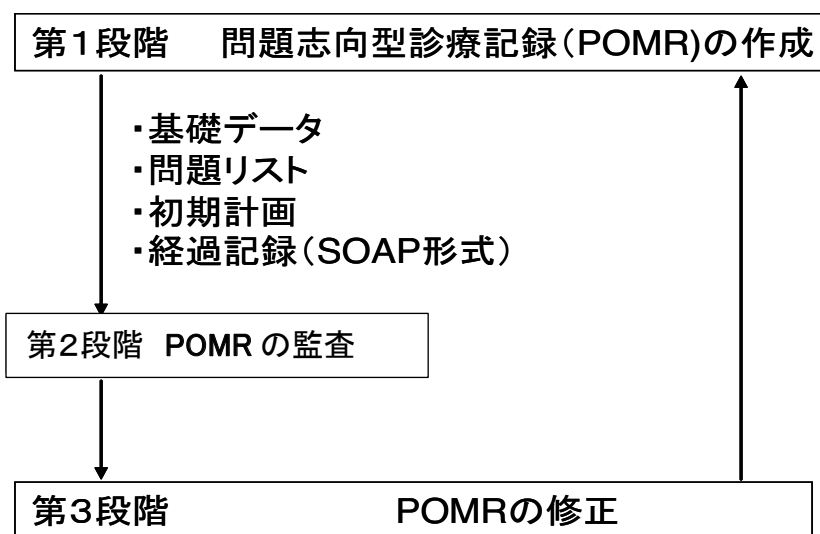 第１段階　問題志向型診療記録（POMR)の作成
・基礎データ
・問題リスト
・初期計画
・経過記録（SOAP形式）
第２段階　POMR の監査
第３段階　POMRの修正